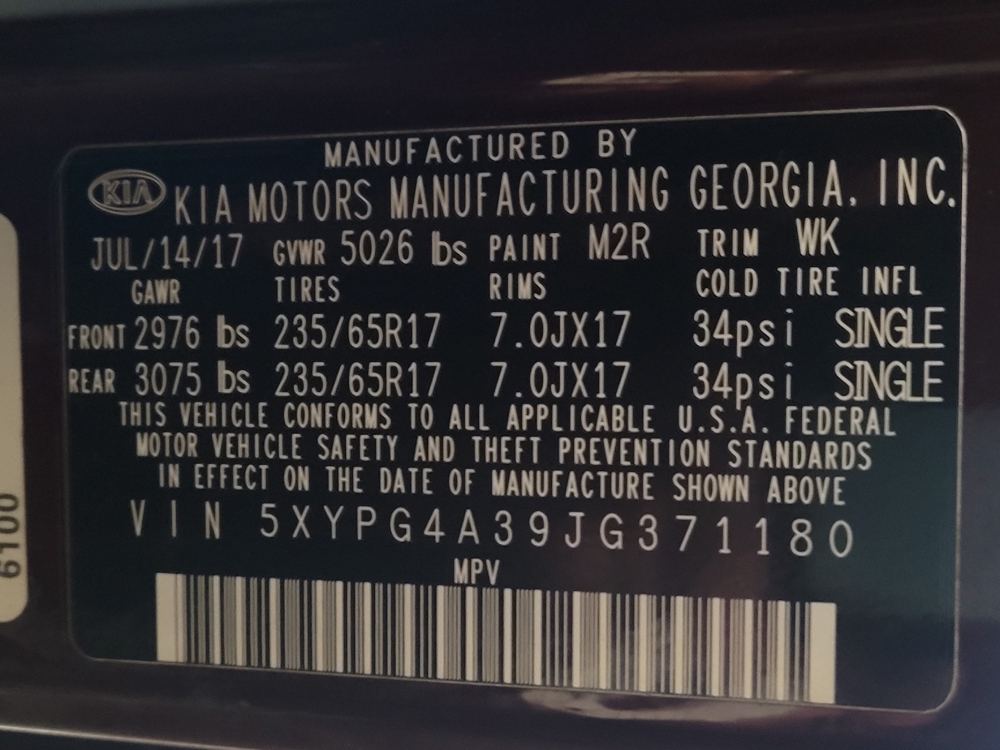 MANUFACTURED BY
KIA KIA MOTORS MANUFACTURING GEORGIA, INC.
JUL/14/17 GVWR 5026 lbs PAINT M2R TRIM WK
GAWR TIRES RIMS COLD TIRE INFL
FRONT 2976 lbs 235/65R17 7.0JX17 34psi SINGLE
REAR 3075 lbs 235/65R17 7.0JX17 34psi SINGLE
THIS VEHICLE CONFORMS TO ALL APPLICABLE U.S.A. FEDERAL
MOTOR VEHICLE SAFETY AND THEFT PREVENTION STANDARDS
IN EFFECT ON THE DATE OF MANUFACTURE SHOWN ABOVE
VIN 5XYPG4A39JG371180
MPV
6100